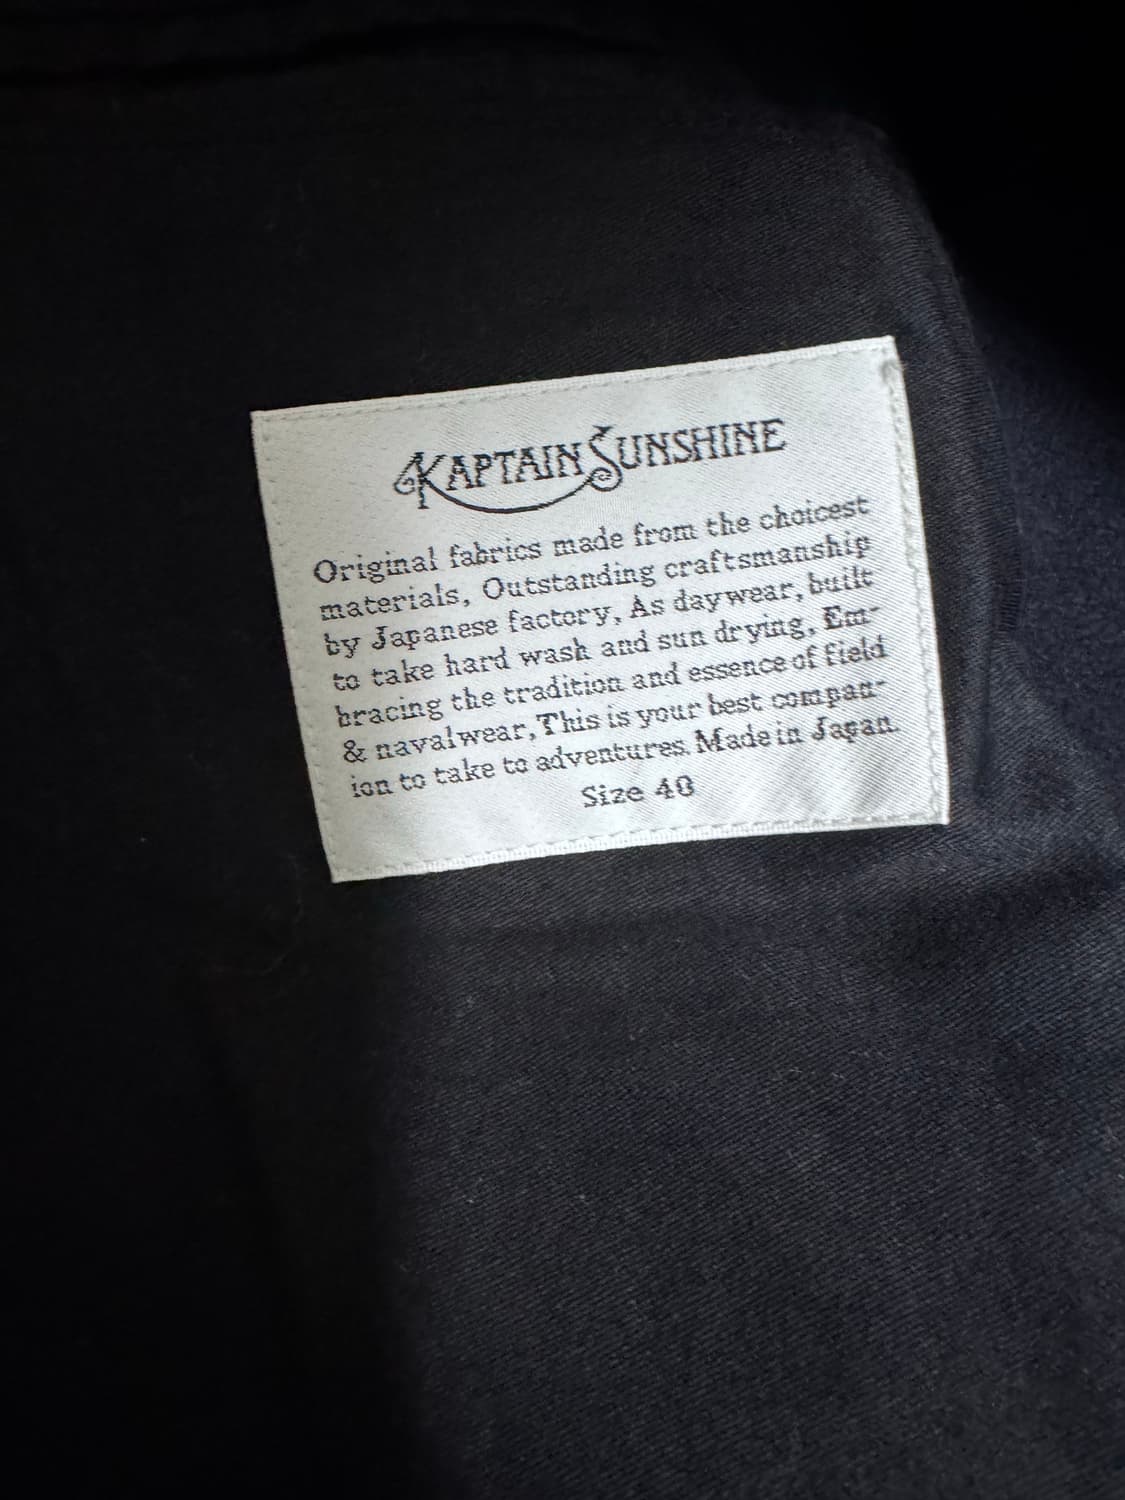 KAPTAIN SUNSHINE
Original fabrics made from the choicest
materials, Outstanding craftsmanship
by Japanese factory, As daywear, built
to take hard wash and sun drying, Em-
bracing the tradition and essence of field
& navalwear, This is your best compan-
ion to take to adventures. Made in Japan.
Size 40